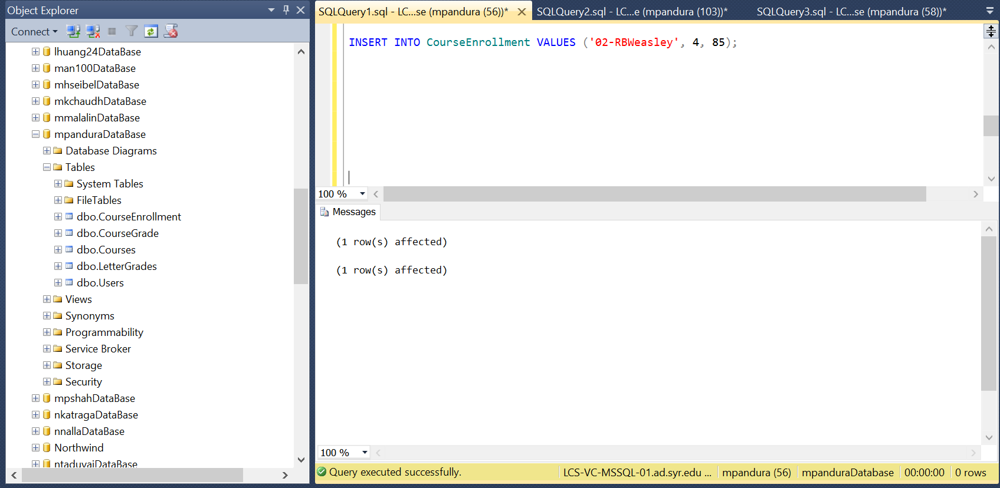 Object Explorer
Connect
lhuang24DataBase
man100DataBase
mhseibelDataBase
mkchaudhDataBase
mmalalinDataBase
mpanduraDataBase
Database Diagrams
Tables
System Tables
FileTables
dbo.CourseEnrollment
dbo.CourseGrade
dbo.Courses
dbo.LetterGrades
dbo.Users
Views
Synonyms
Programmability
Service Broker
Storage
Security
mpshahDataBase
nkatragaDataBase
nnallaDataBase
Northwind
ntaduvaiDataBase
SQLQuery1.sql - LC...se (mpandura (56))* SQLQuery2.sql - LC...e (mpandura (103))* SQLQuery3.sql - LC...se (mpandura (58))*
INSERT INTO CourseEnrollment VALUES ('02-RBWeasley', 4, 85);
100 %
Messages
(1 row(s) affected)
(1 row(s) affected)
100 %
Query executed successfully. LCS-VC-MSSQL-01.ad.syr.edu ... mpandura (56) mpanduraDatabase 00:00:00 0 rows